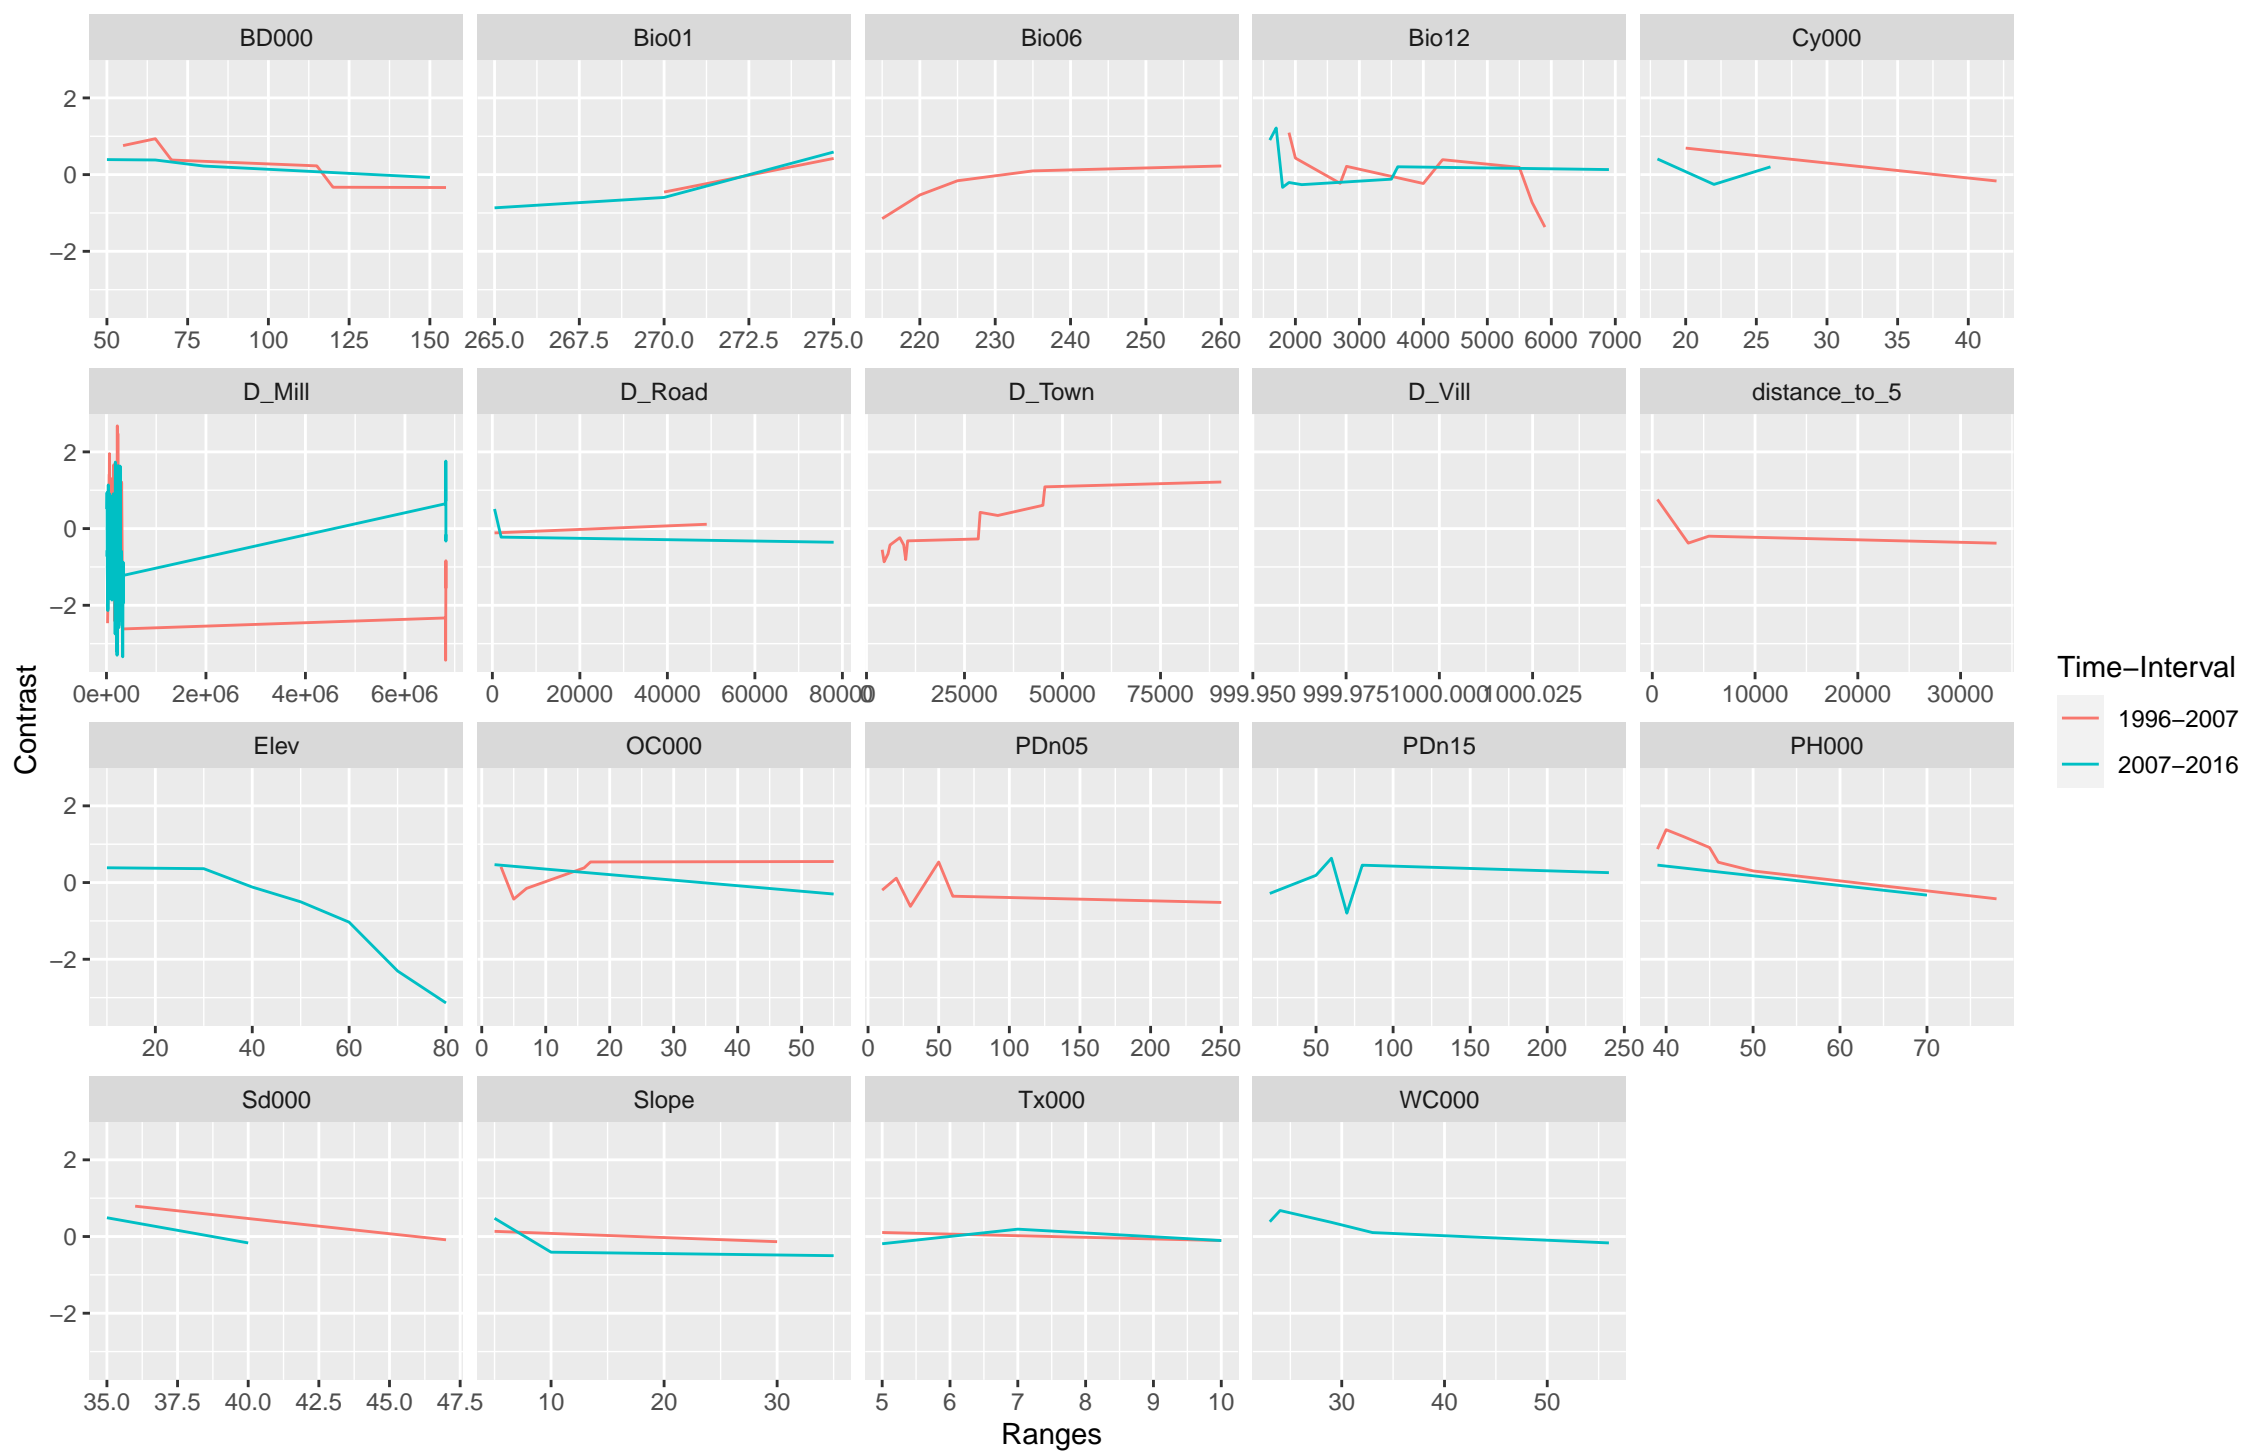 BD000 Bio01 Bio06 Bio12 Cy000
2
0
−2
50 75 100 125 150 265.0 267.5 270.0 272.5 275.0 220 230 240 250 260 2000 3000 4000 5000 6000 7000 20 25 30 35 40
D_Mill D_Road D_Town D_Vill distance_to_5
2
0
−2
0e+00 2e+06 4e+06 6e+06 0 20000 40000 60000 80000 0 25000 50000 75000 999.950 999.975 1000.000 1000.025 0 10000 20000 30000
Elev OC000 PDn05 PDn15 PH000
2
0
−2
20 40 60 80 0 10 20 30 40 50 0 50 100 150 200 250 50 100 150 200 250 40 50 60 70
Sd000 Slope Tx000 WC000
2
0
−2
35.0 37.5 40.0 42.5 45.0 47.5 10 20 30 5 6 7 8 9 10 30 40 50
Ranges
Contrast
Time−Interval
1996−2007
2007−2016